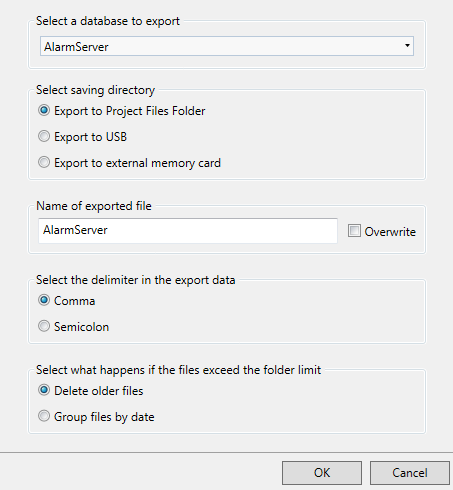 Select a database to export
AlarmServer
Select saving directory
Export to Project Files Folder
Export to USB
Export to external memory card
Name of exported file
AlarmServer
Overwrite
Select the delimiter in the export data
Comma
Semicolon
Select what happens if the files exceed the folder limit
Delete older files
Group files by date
OK
Cancel